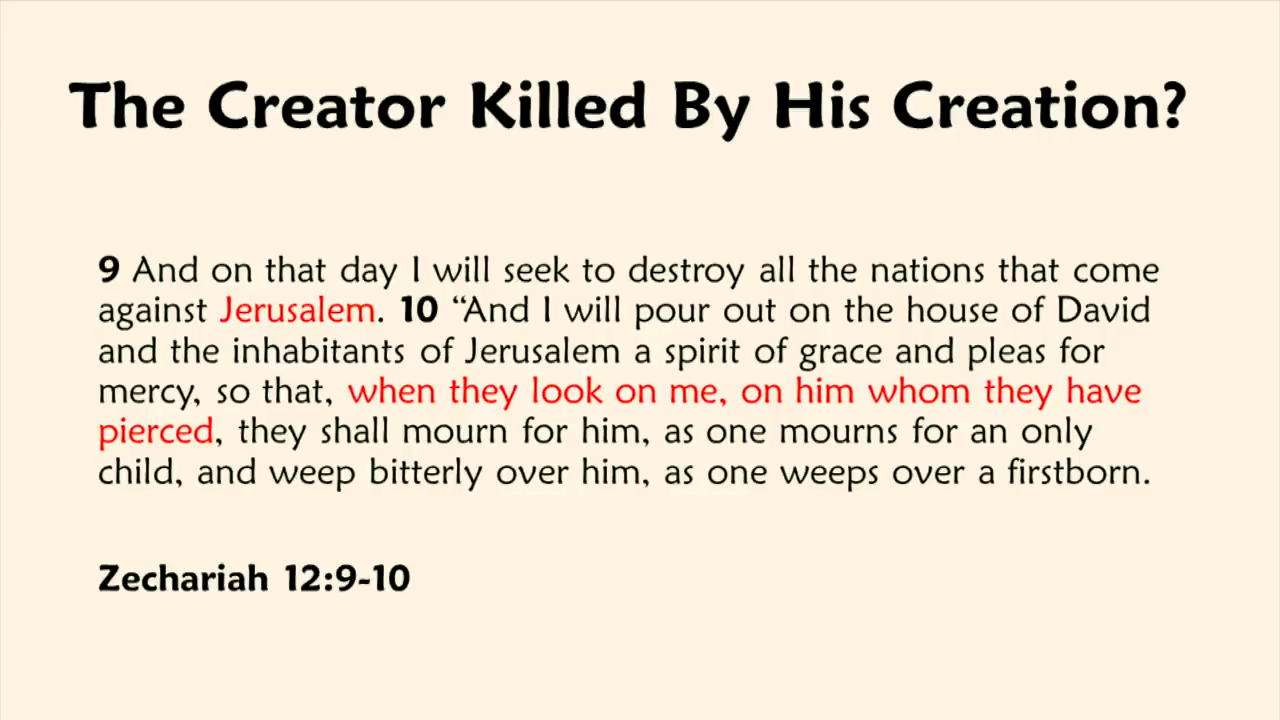 The Creator Killed By His Creation?
9 And on that day I will seek to destroy all the nations that come
against Jerusalem. 10 “And I will pour out on the house of David
and the inhabitants of Jerusalem a spirit of grace and pleas for
mercy, so that, when they look on me, on him whom they have
pierced, they shall mourn for him, as one mourns for an only
child, and weep bitterly over him, as one weeps over a firstborn.
Zechariah 12:9-10